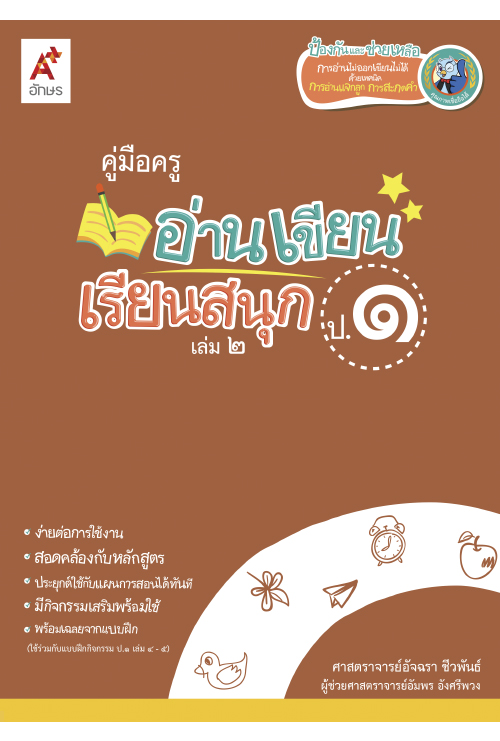 อักษร
ป้องกันและช่วยเหลือ
การอ่านไม่ออกเขียนไม่ได้
ด้วยเทคนิค
การอ่านแจกลูก การสะกดคำ
คู่มือครู
อ่านเขียน
เรียนสนุก
ป.๑
เล่ม ๒
ง่ายต่อการใช้งาน
สอดคล้องกับหลักสูตร
ประยุกต์ใช้กับแผนการสอนได้ทันที
มีกิจกรรมเสริมพร้อมใช้
พร้อมเฉลยจากแบบฝึก
(ใช้ร่วมกับแบบฝึกกิจกรรม ป.๑ เล่ม ๔ - ๕)
ศาสตราจารย์อัจฉรา ชีวพันธ์
ผู้ช่วยศาสตราจารย์อัมพร อังศรีพวง